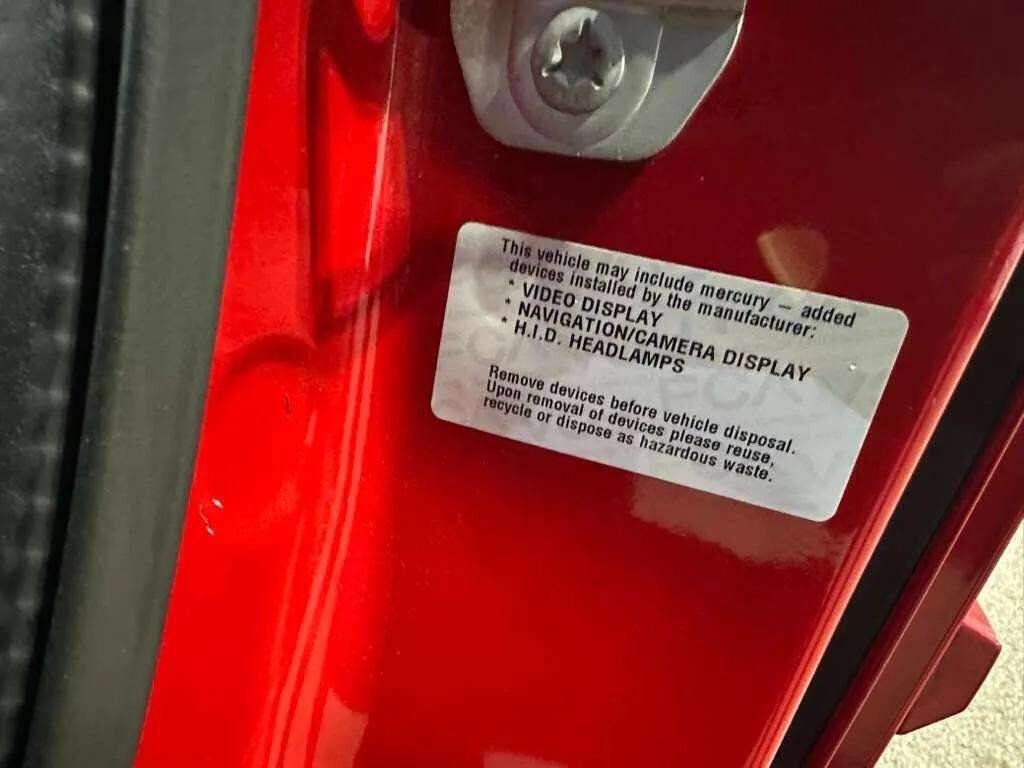 This vehicle may include mercury – added
devices installed by the manufacturer:
* VIDEO DISPLAY
* NAVIGATION/CAMERA DISPLAY
* H.I.D. HEADLAMPS
Remove devices before vehicle disposal.
Upon removal of devices please reuse,
recycle or dispose as hazardous waste.